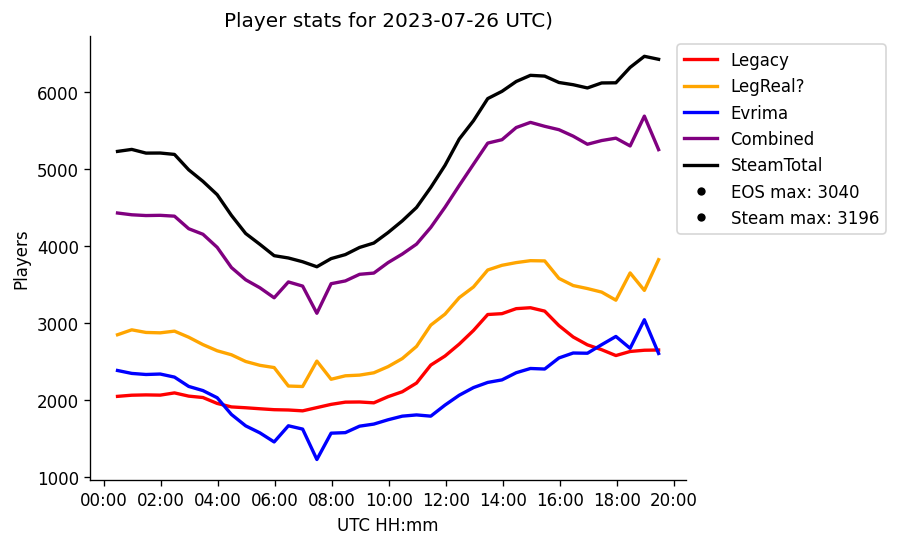 Player stats for 2023-07-26 UTC)
Players
6000
5000
4000
3000
2000
1000
00:00 02:00 04:00 06:00 08:00 10:00 12:00 14:00 16:00 18:00 20:00
UTC HH:mm
Legacy
LegReal?
Evrima
Combined
SteamTotal
EOS max: 3040
Steam max: 3196